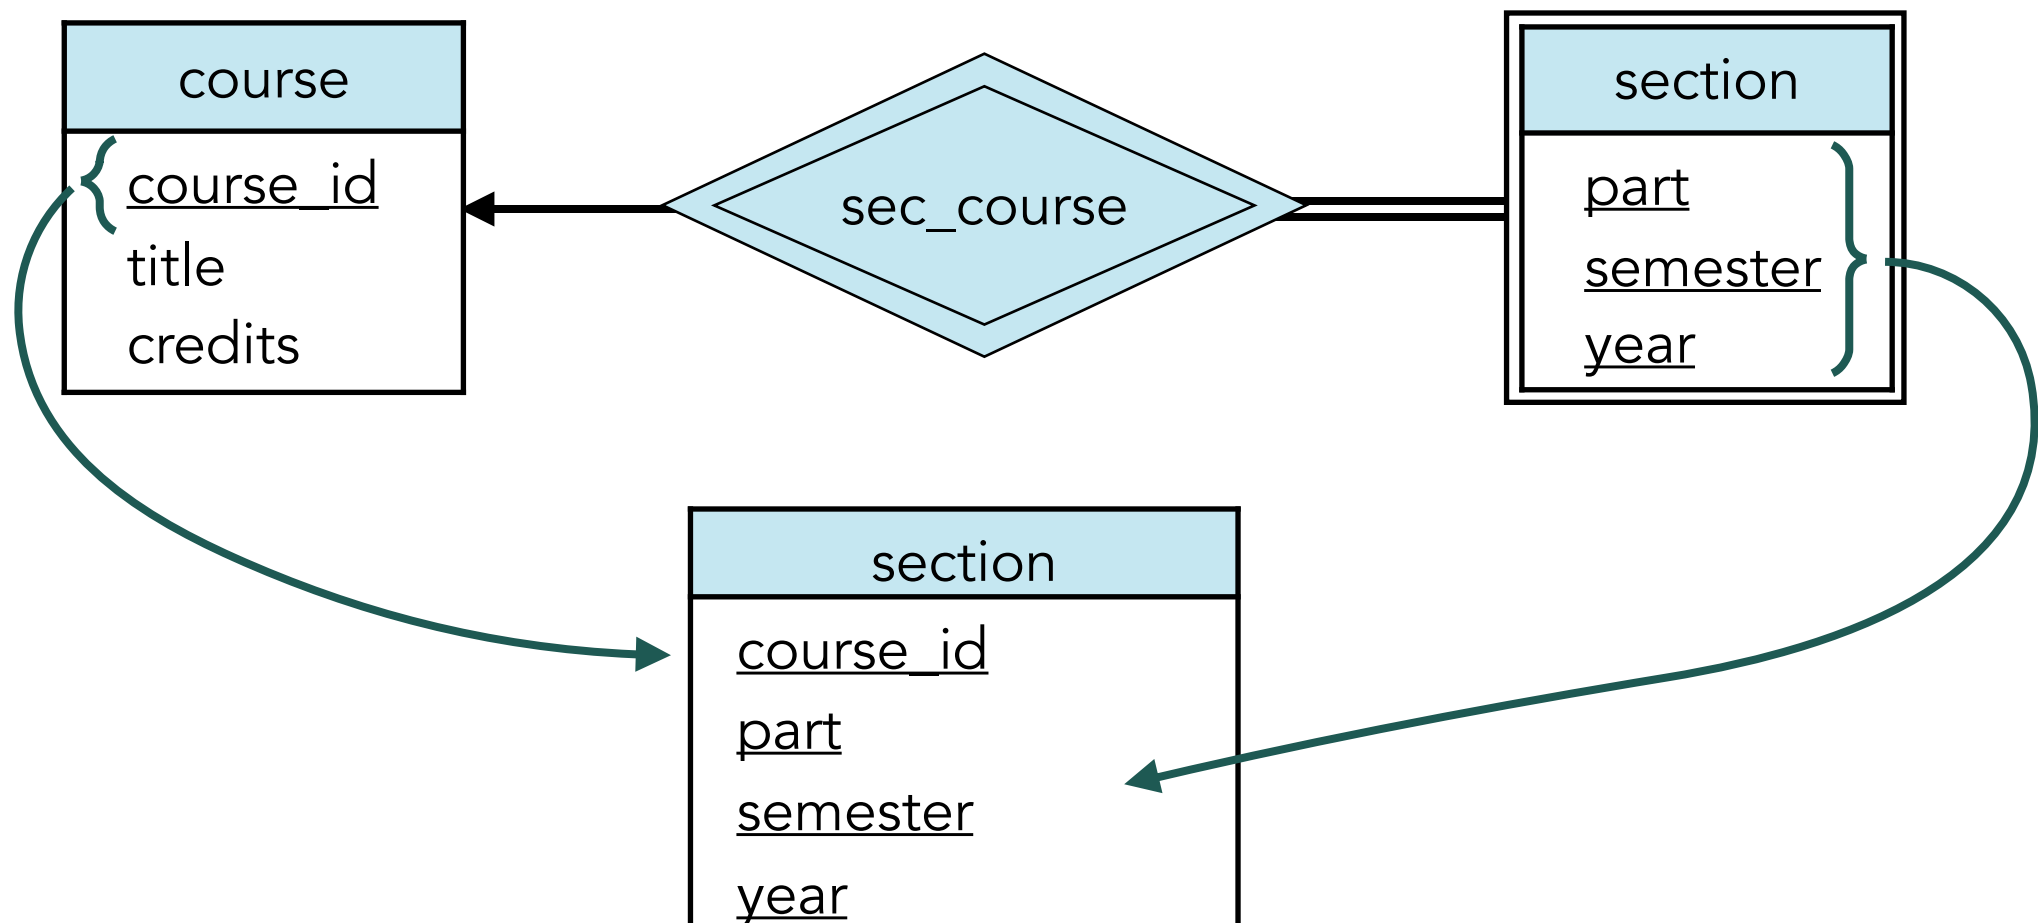 course
course_id
title
credits
sec_course
section
part
semester
year
section
course_id
part
semester
year